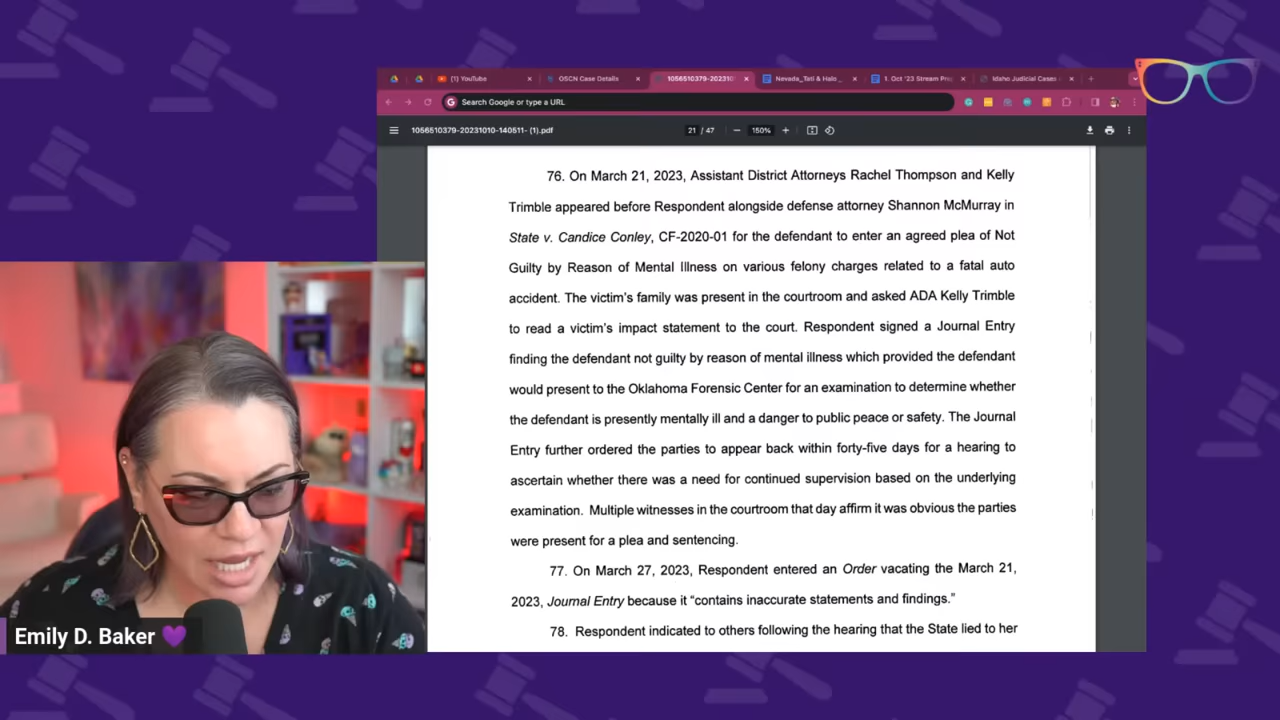 (1) YouTube
OSCN Case Details
1056510379-202310
Nevada_Tati & Halo _
1. Oct '23 Stream Pre
Idaho Judicial Cases
Search Google or type a URL
1056510379-20231010-140511- (1).pdf
21 / 47
150%
76. On March 21, 2023, Assistant District Attorneys Rachel Thompson and Kelly
Trimble appeared before Respondent alongside defense attorney Shannon McMurray in
State v. Candice Conley, CF-2020-01 for the defendant to enter an agreed plea of Not
Guilty by Reason of Mental Illness on various felony charges related to a fatal auto
accident. The victim's family was present in the courtroom and asked ADA Kelly Trimble
to read a victim's impact statement to the court. Respondent signed a Journal Entry
finding the defendant not guilty by reason of mental illness which provided the defendant
would present to the Oklahoma Forensic Center for an examination to determine whether
the defendant is presently mentally ill and a danger to public peace or safety. The Journal
Entry further ordered the parties to appear back within forty-five days for a hearing to
ascertain whether there was a need for continued supervision based on the underlying
examination. Multiple witnesses in the courtroom that day affirm it was obvious the parties
were present for a plea and sentencing.
77. On March 27, 2023, Respondent entered an Order vacating the March 21,
2023, Journal Entry because it "contains inaccurate statements and findings."
78. Respondent indicated to others following the hearing that the State lied to her
Emily D. Baker